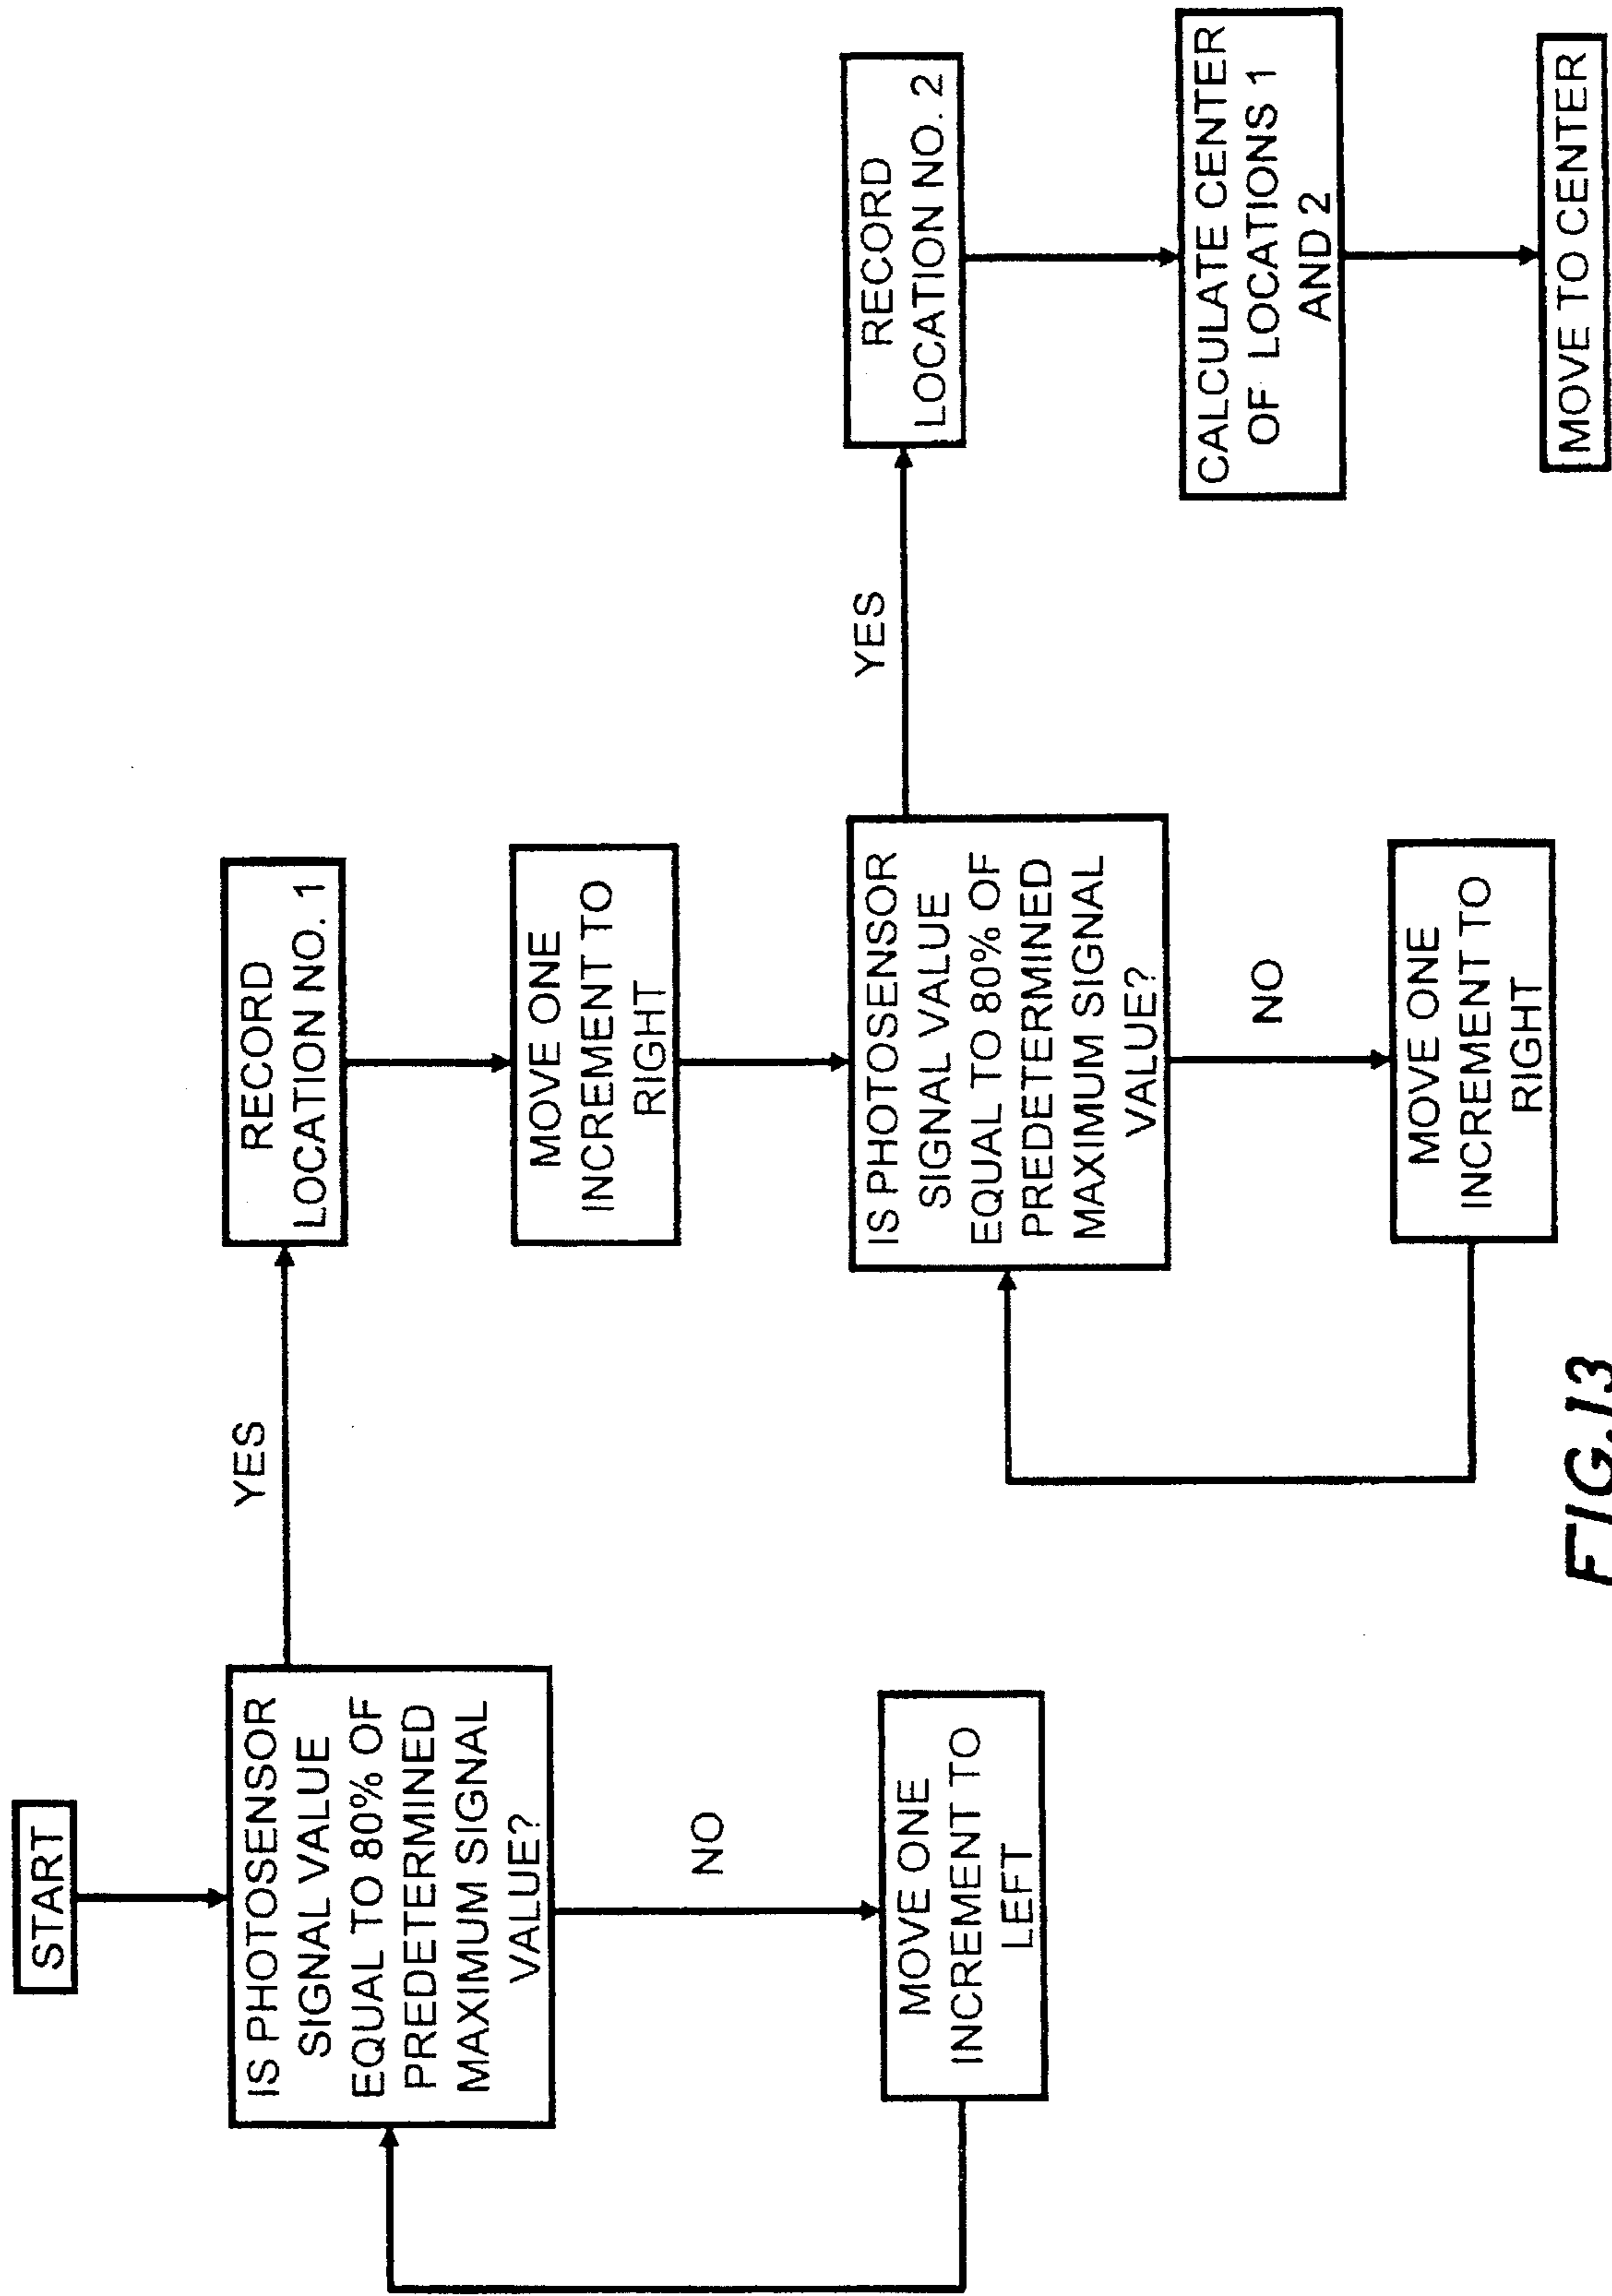 START
IS PHOTOSENSOR
SIGNAL VALUE
EQUAL TO 80% OF
PREDETERMINED
MAXIMUM SIGNAL
VALUE?
NO
MOVE ONE
INCREMENT TO
LEFT
YES
RECORD
LOCATION NO. 1
MOVE ONE
INCREMENT TO
RIGHT
IS PHOTOSENSOR
SIGNAL VALUE
EQUAL TO 80% OF
PREDETERMINED
MAXIMUM SIGNAL
VALUE?
NO
MOVE ONE
INCREMENT TO
RIGHT
YES
RECORD
LOCATION NO. 2
CALCULATE CENTER
OF LOCATIONS 1
AND 2
MOVE TO CENTER
FIG.13